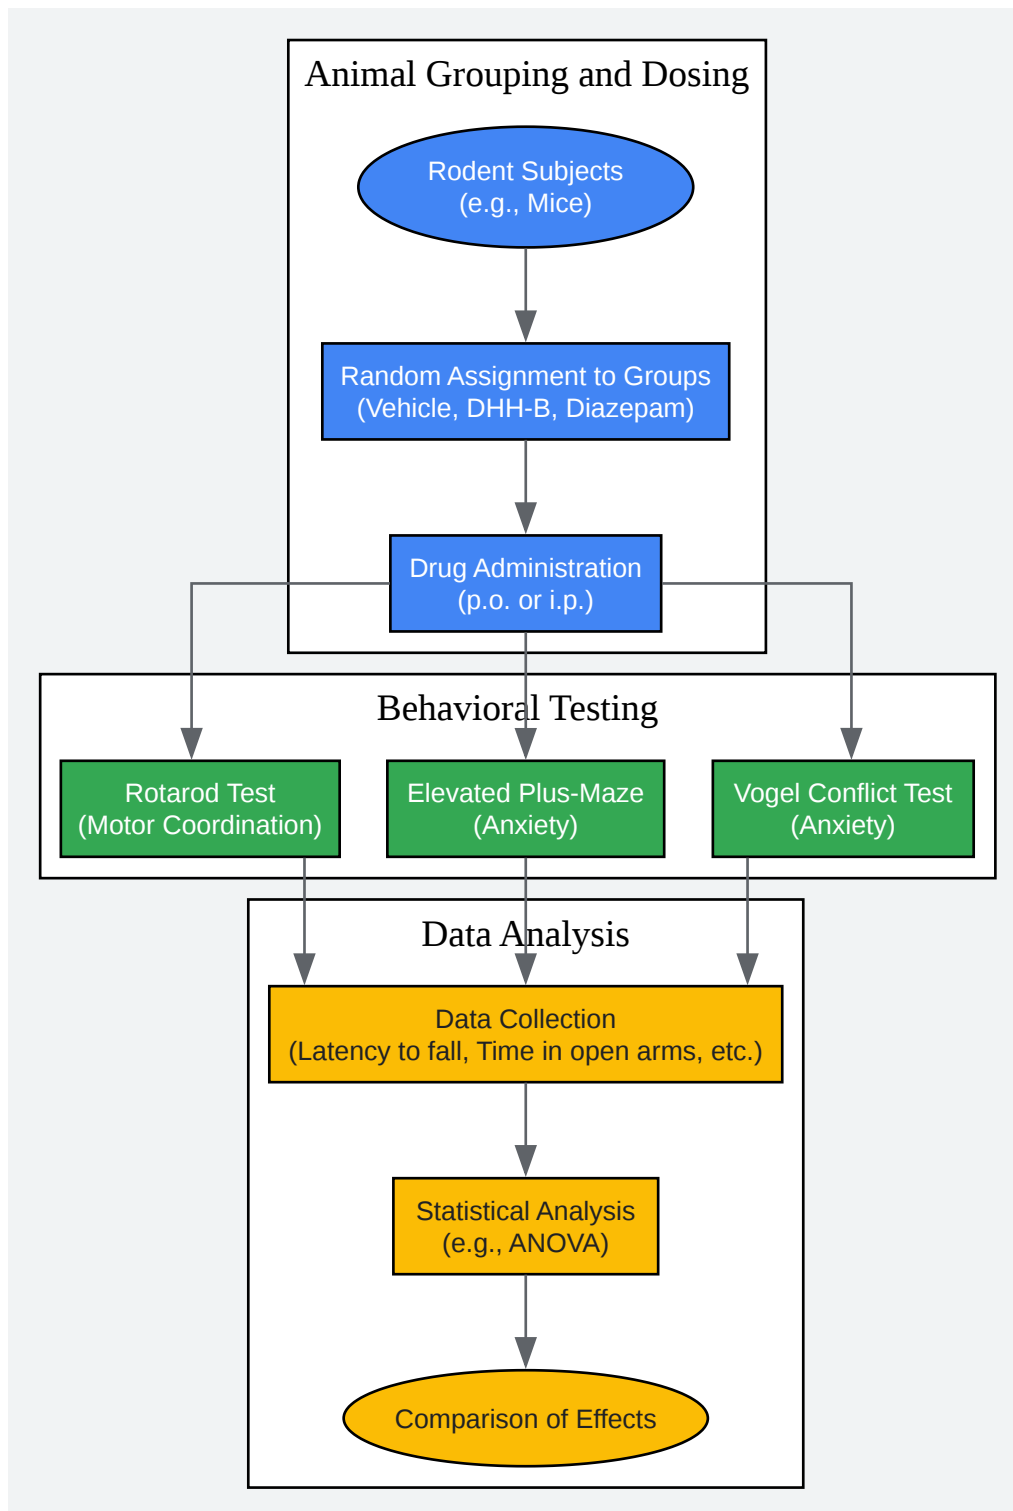 Animal Grouping and Dosing
Rodent Subjects
(e.g., Mice)
Random Assignment to Groups
(Vehicle, DHH-B, Diazepam)
Drug Administration
(p.o. or i.p.)
Behavioral Testing
Rotarod Test
(Motor Coordination)
Elevated Plus-Maze
(Anxiety)
Vogel Conflict Test
(Anxiety)
Data Analysis
Data Collection
(Latency to fall, Time in open arms, etc.)
Statistical Analysis
(e.g., ANOVA)
Comparison of Effects